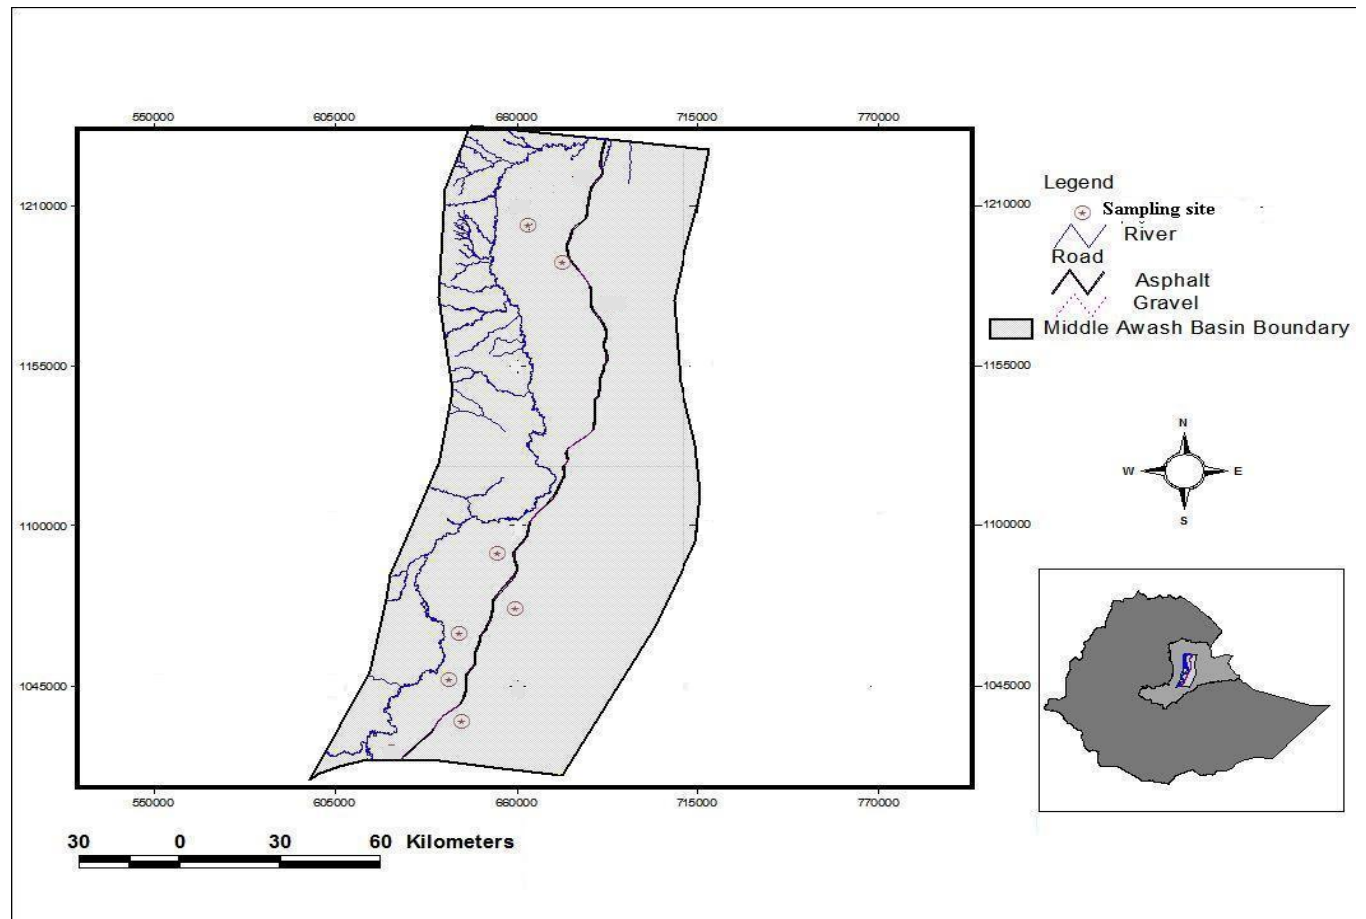 550000 605000 660000 715000 770000
1210000 1210000
1155000 1155000
1100000 1100000
1045000 1045000
550000 605000 660000 715000 770000
30 0 30 60 Kilometers
Legend
Sampling site
River
Road
Asphalt
Gravel
Middle Awash Basin Boundary
N
W E
S